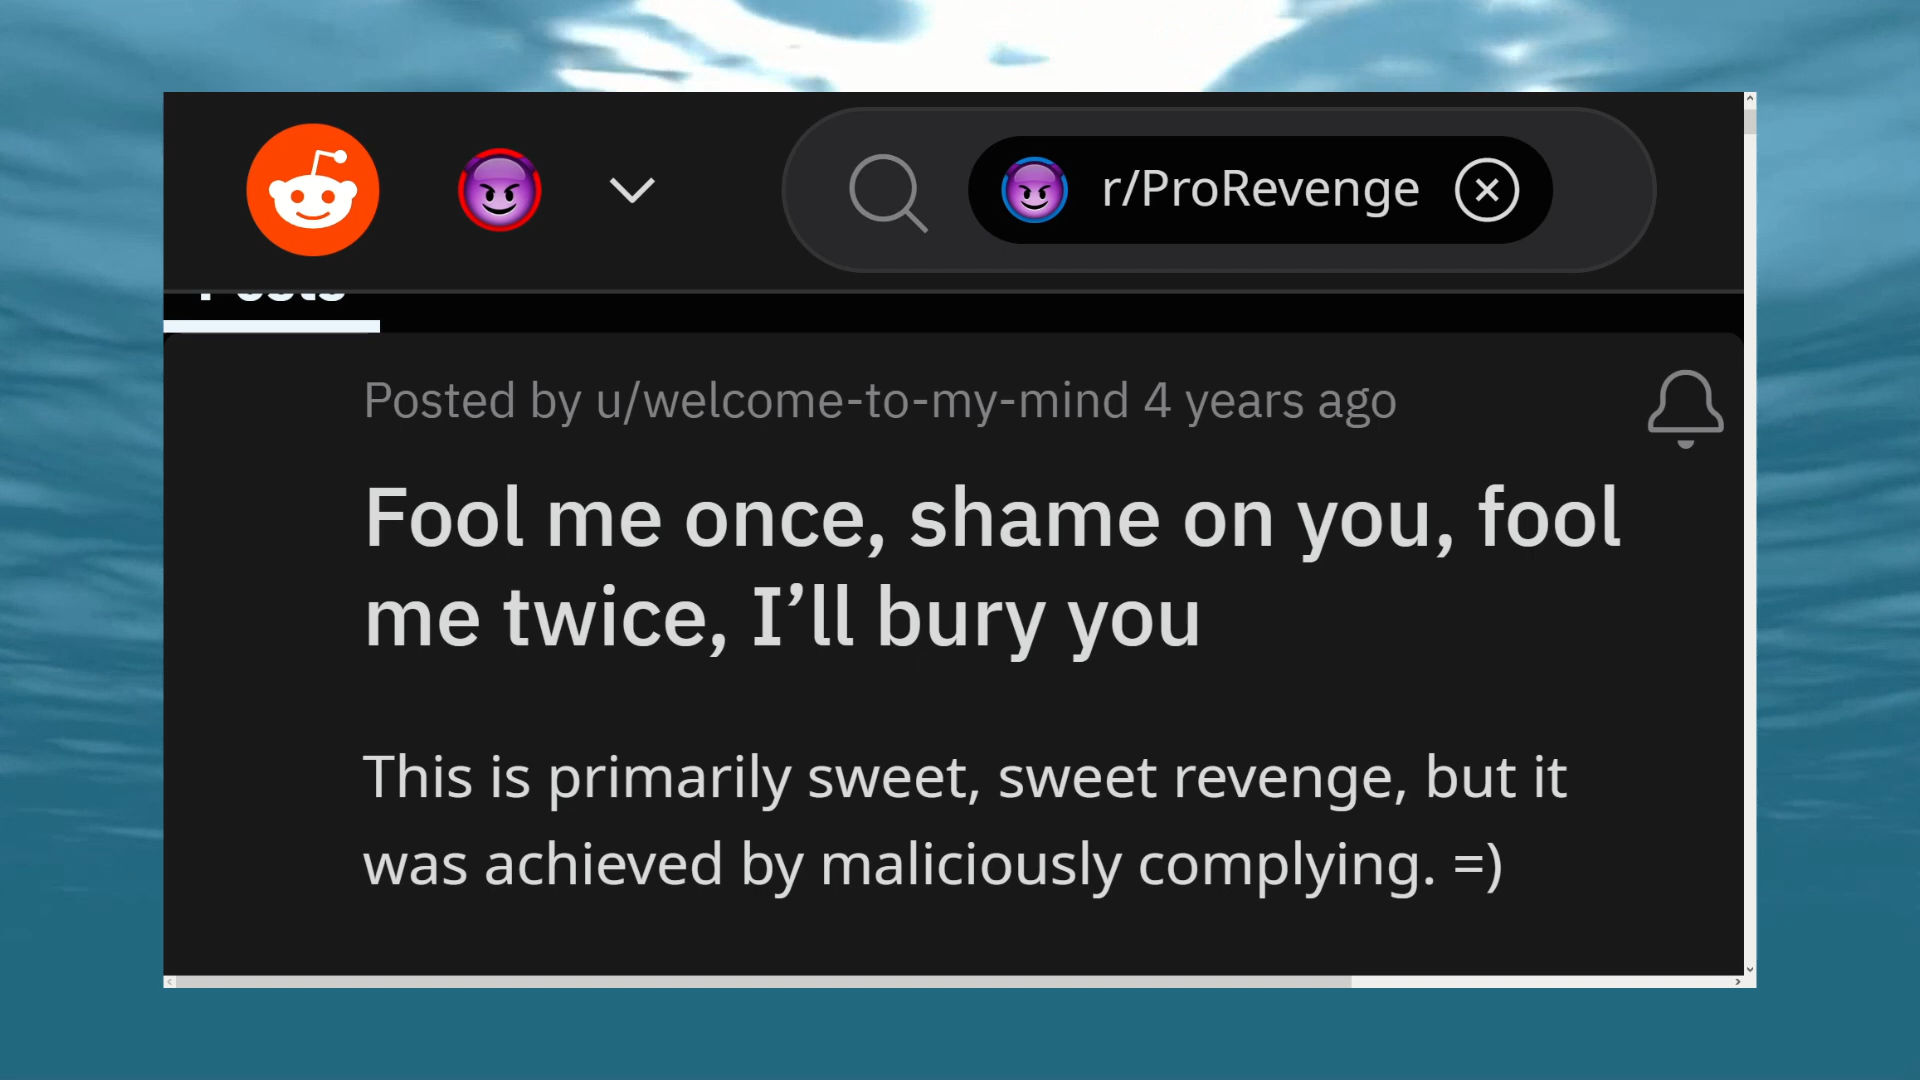 r/ProRevenge
Posts
Posted by u/welcome-to-my-mind 4 years ago
Fool me once, shame on you, fool
me twice, I’ll bury you
This is primarily sweet, sweet revenge, but it
was achieved by maliciously complying. =)